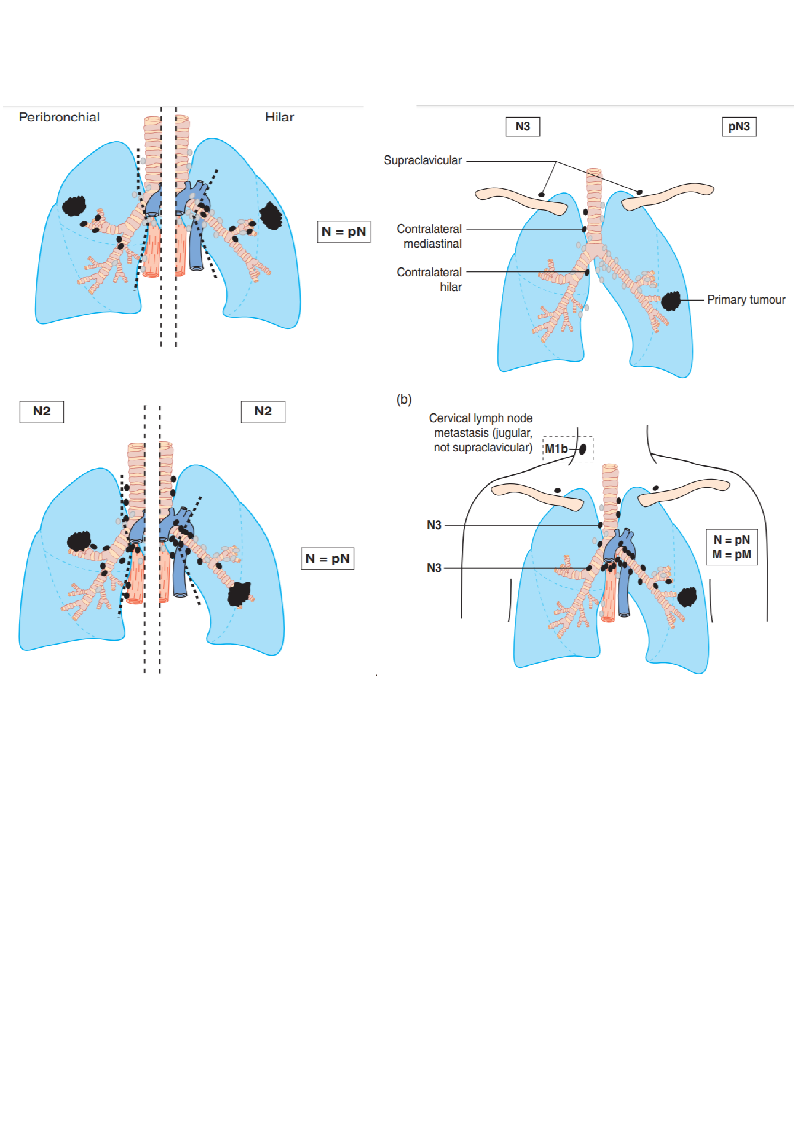 Peribronchial
Hilar
N = pN
N3
pN3
Supraclavicular
Contralateral
mediastinal
Contralateral
hilar
Primary tumour
N2
N2
N = pN
(b)
Cervical lymph node
metastasis (jugular,
not supraclavicular)
M1b
N3
N3
N = pN
M = pM